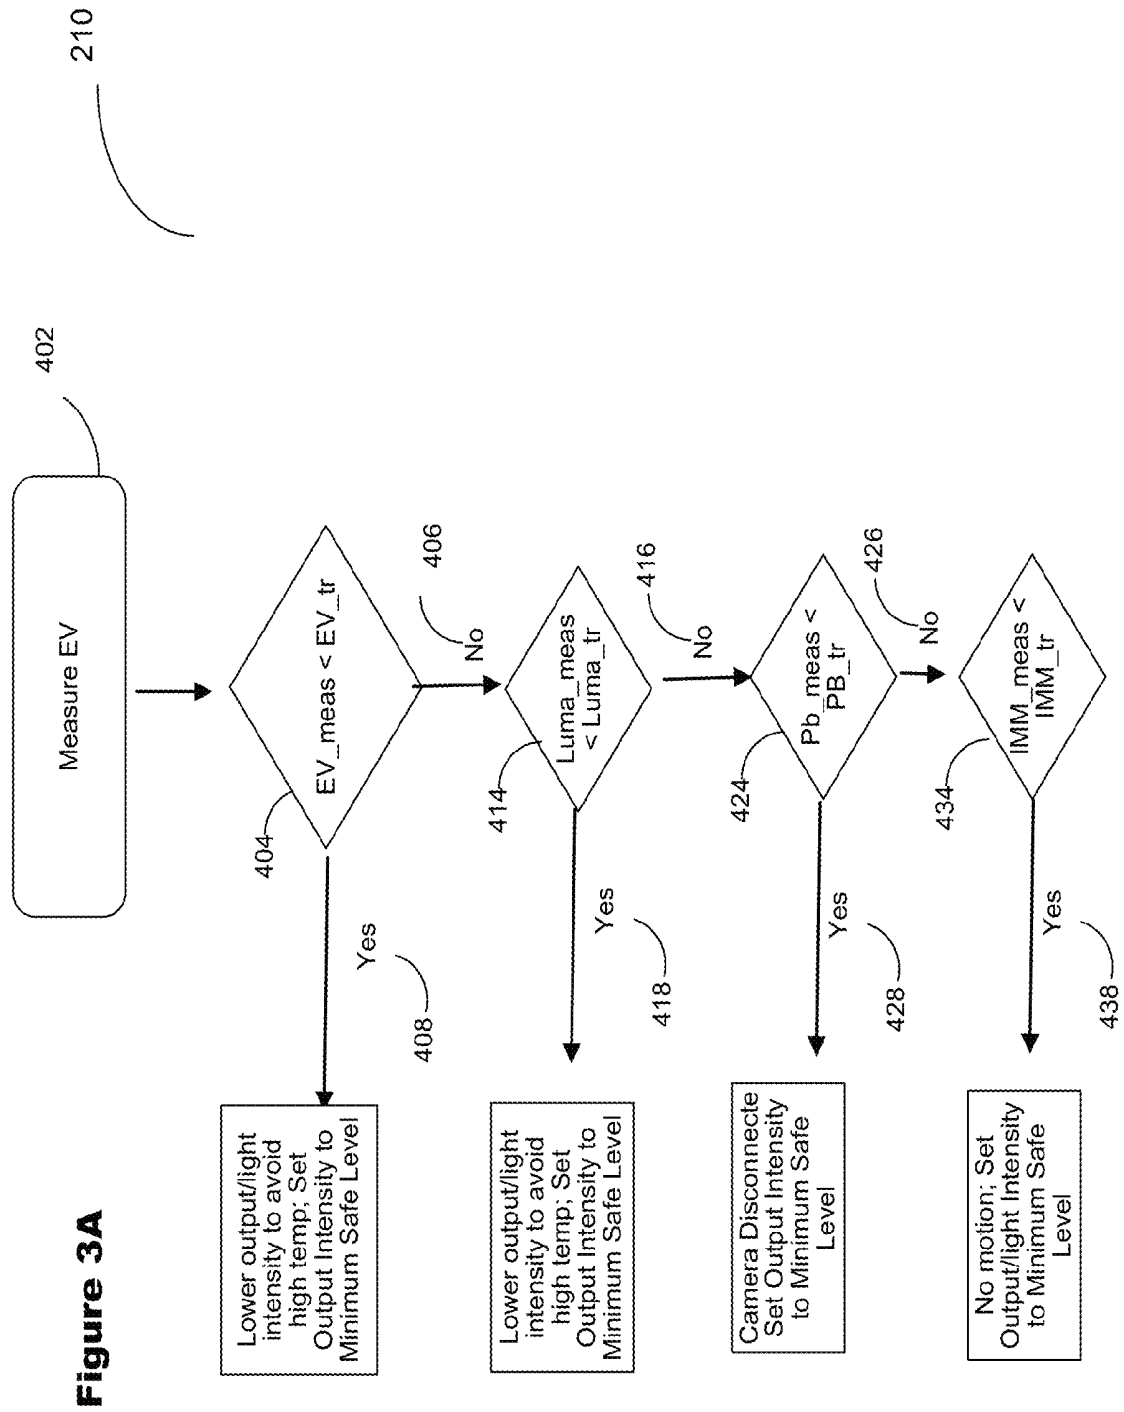 Figure 3A
210
402
Measure EV
404
EV_meas < EV_tr
406
No
Yes
408
Lower output/light
intensity to avoid
high temp; Set
Output Intensity to
Minimum Safe Level
414
Luma_meas
< Luma_tr
416
No
Yes
418
Lower output/light
intensity to avoid
high temp; Set
Output Intensity to
Minimum Safe Level
424
Pb_meas <
PB_tr
426
No
Yes
428
Camera Disconnecte
Set Output Intensity
to Minimum Safe
Level
434
IMM_meas <
IMM_tr
Yes
438
No motion; Set
Output/light Intensity
to Minimum Safe
Level